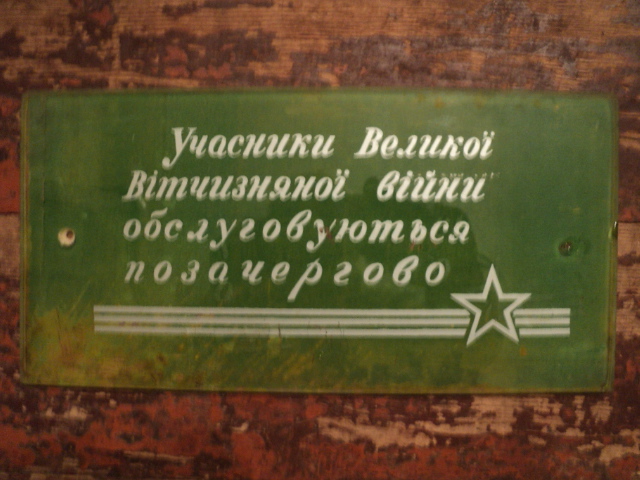 Учасники Великої
Вітчизняної війни
обслуговуються
позачергово